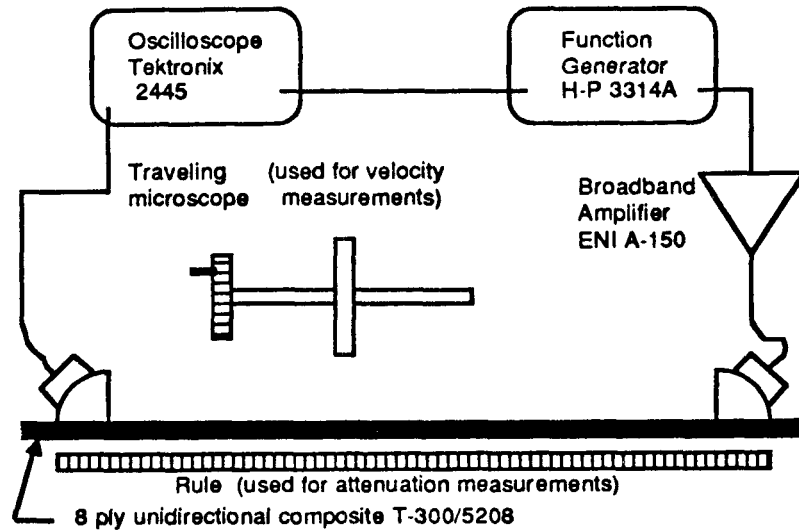 Oscilloscope
Tektronix
2445
Function
Generator
H-P 3314A
Traveling (used for velocity
microscope measurements)
Broadband
Amplifier
ENI A-150
Rule (used for attenuation measurements)
8 ply unidirectional composite T-300/5208